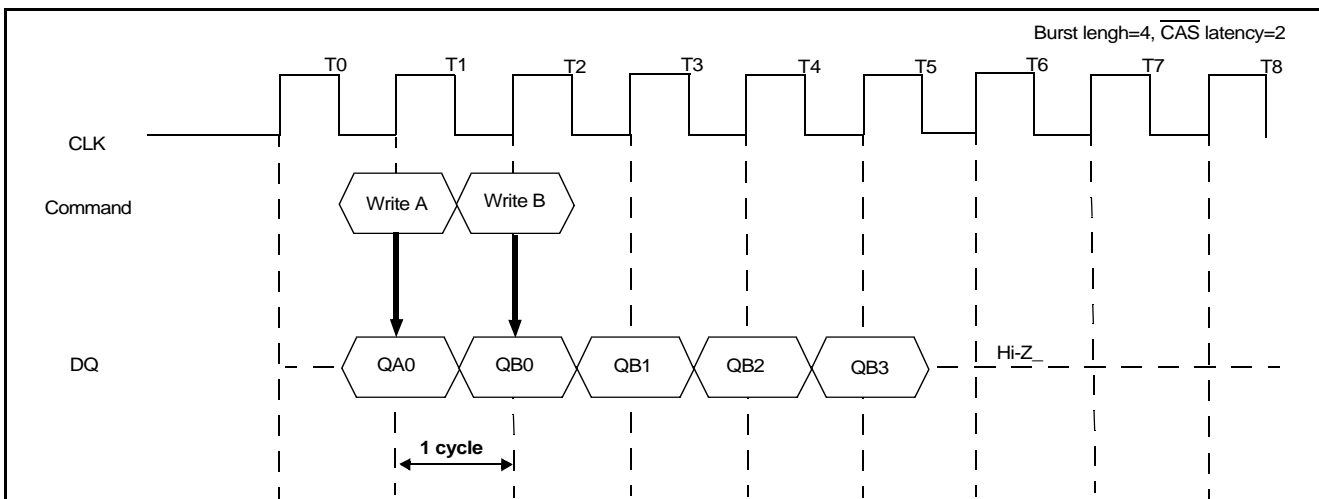 Burst lengh=4, CAS latency=2
T0 T1 T2 T3 T4 T5 T6 T7 T8
CLK
Command Write A Write B
DQ QA0 QB0 QB1 QB2 QB3 Hi-Z_
1 cycle